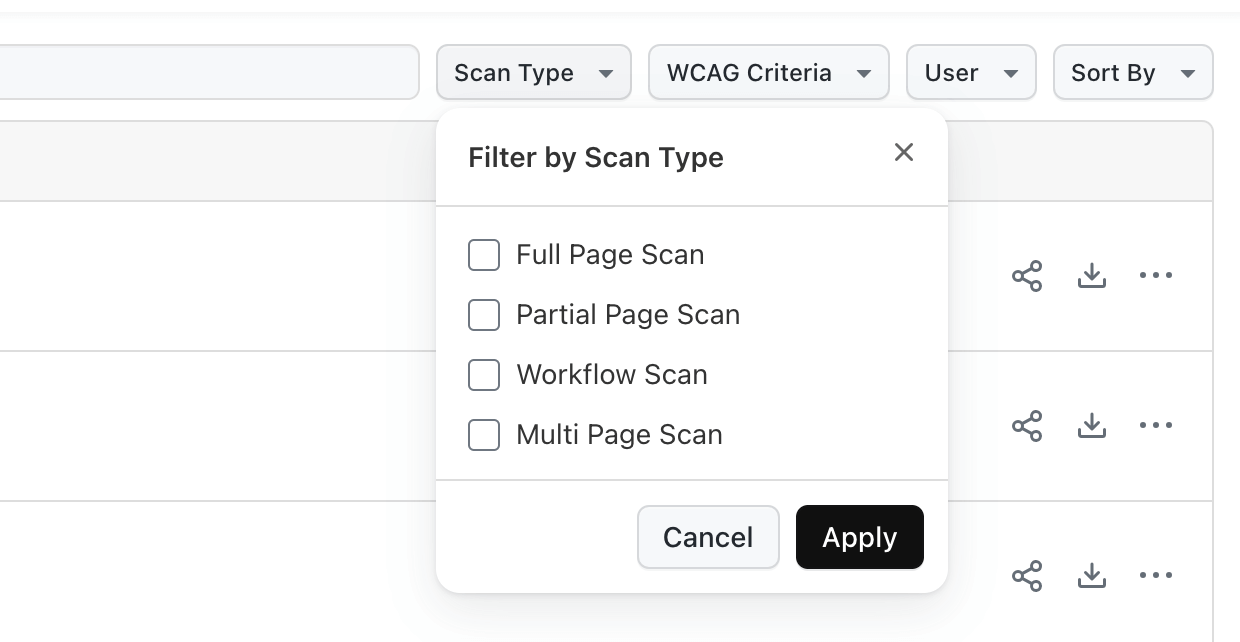 Scan Type
WCAG Criteria
User
Sort By
Filter by Scan Type
Full Page Scan
Partial Page Scan
Workflow Scan
Multi Page Scan
Cancel
Apply